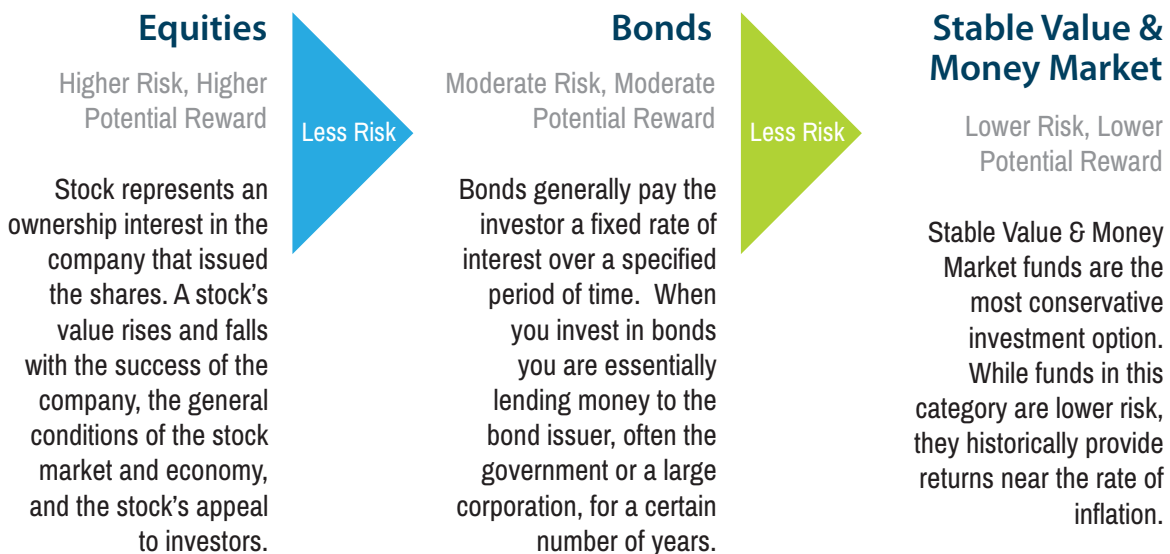 Equities
Higher Risk, Higher
Potential Reward
Stock represents an
ownership interest in the
company that issued
the shares. A stock’s
value rises and falls
with the success of the
company, the general
conditions of the stock
market and economy,
and the stock’s appeal
to investors.
Less Risk
Bonds
Moderate Risk, Moderate
Potential Reward
Bonds generally pay the
investor a fixed rate of
interest over a specified
period of time.  When
you invest in bonds
you are essentially
lending money to the
bond issuer, often the
government or a large
corporation, for a certain
number of years.
Less Risk
Stable Value &
Money Market
Lower Risk, Lower
Potential Reward
Stable Value & Money
Market funds are the
most conservative
investment option.
While funds in this
category are lower risk,
they historically provide
returns near the rate of
inflation.